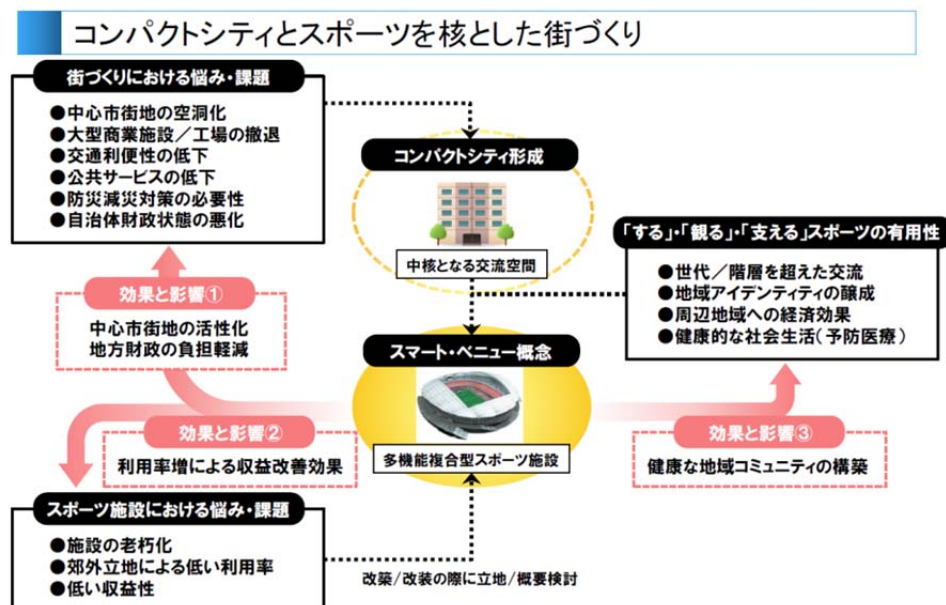 コンパクトシティとスポーツを核とした街づくり
街づくりにおける悩み・課題
●中心市街地の空洞化
●大型商業施設／工場の撤退
●交通利便性の低下
●公共サービスの低下
●防災減災対策の必要性
●自治体財政状態の悪化
コンパクトシティ形成
中核となる交流空間
「する」・「観る」・「支える」スポーツの有用性
●世代／階層を超えた交流
●地域アイデンティティの醸成
●周辺地域への経済効果
●健康的な社会生活（予防医療）
効果と影響①
中心市街地の活性化
地方財政の負担軽減
スマート・ベニュー概念
多機能複合型スポーツ施設
効果と影響②
利用率増による収益改善効果
効果と影響③
健康な地域コミュニティの構築
スポーツ施設における悩み・課題
●施設の老朽化
●郊外立地による低い利用率
●低い収益性
改築/改装の際に立地/概要検討